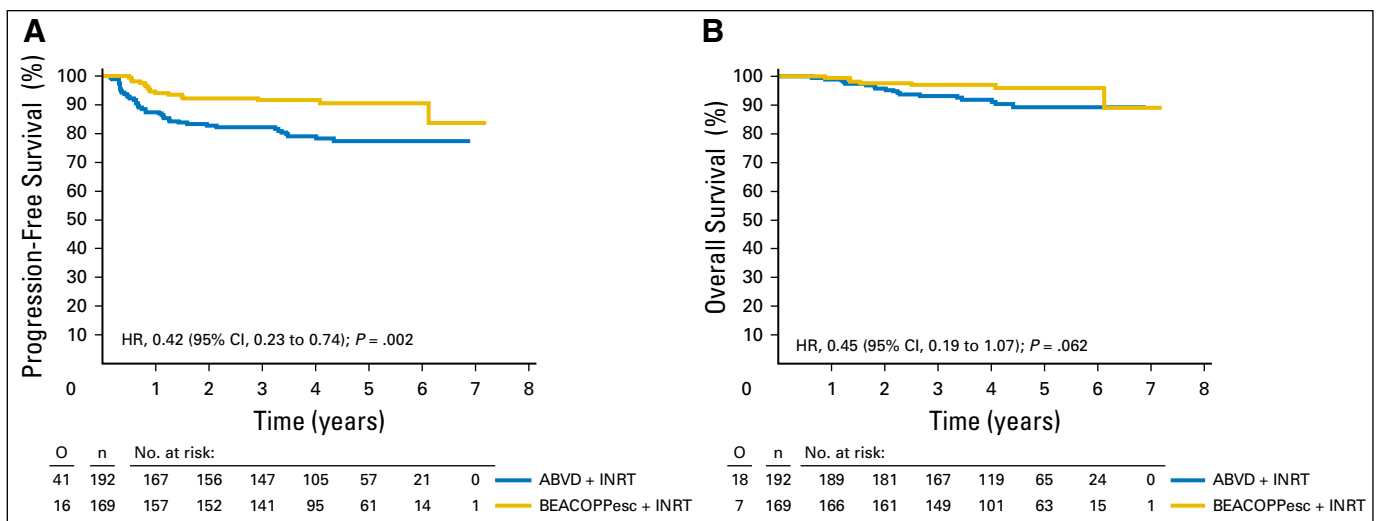 A
Progression-Free Survival (%)
100
90
80
70
60
50
40
30
20
10
0
HR, 0.42 (95% CI, 0.23 to 0.74); P = .002
1 2 3 4 5 6 7 8
Time (years)
O n No. at risk:
41 192 167 156 147 105 57 21 0 ABVD + INRT
16 169 157 152 141 95 61 14 1 BEACOPPesc + INRT
B
Overall Survival (%)
100
90
80
70
60
50
40
30
20
10
0
HR, 0.45 (95% CI, 0.19 to 1.07); P = .062
1 2 3 4 5 6 7 8
Time (years)
O n No. at risk:
18 192 189 181 167 119 65 24 0 ABVD + INRT
7 169 166 161 149 101 63 15 1 BEACOPPesc + INRT